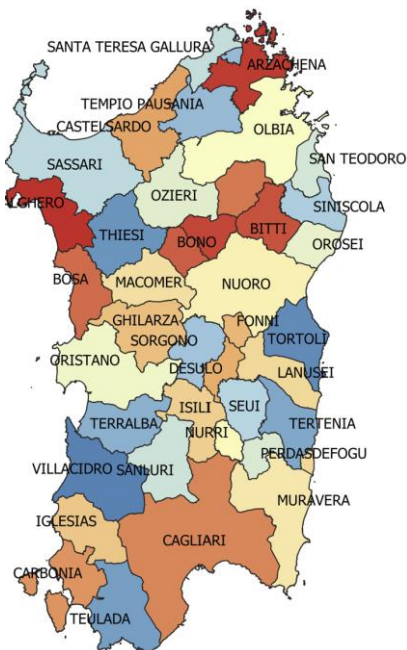 SANTA TERESA GALLURA
ARZACHENA
TEMPIO PAUSANIA
CASTELSARDO
OLBIA
SASSARI
SAN TEODORO
OZIERI
LGHERO
SINISCOLA
THIESI
BONO
BITTI
OROSEI
BOSA
MACOMER
NUORO
GHILARZA
FONNI
SORGONO
TORTOLI
ORISTANO
DESULO
LANUSEI
ISILI
SEUI
TERRALBA
TERTENIA
NURRI
PERDASDEFOGU
VILLACIDRO
SANLURI
MURAVERA
IGLESIAS
CAGLIARI
CARBONIA
TEULADA